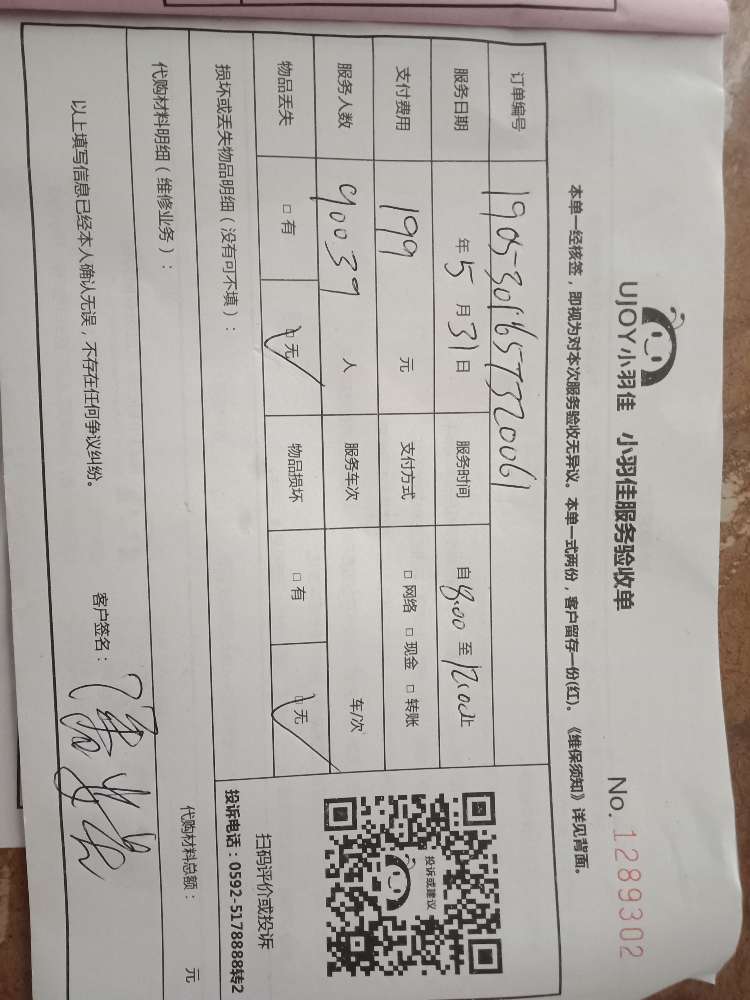 UJOY小羽佳 小羽佳服务验收单
No. 1289302
本单一经核签，即视为对本次服务验收无异议。本单一式两份，客户留存一份(红)。《维保须知》详见背面。
订单编号 1905301657320061
服务日期 年 5 月 31 日 服务时间 自 8:00 至 12:00 止
支付费用 199 元 支付方式 □ 网络 □ 现金 □ 转账
服务人数 90039 人 服务车次 车/次
物品丢失 □ 有 □ 无 物品损坏 □ 有 □ 无
投诉或建议
扫码评价或投诉
投诉电话：0592-5178888转2
损坏或丢失物品明细（没有可不填）：
代购材料明细（维修业务）： 代购材料总额： 元
以上填写信息已经本人确认无误，不存在任何争议纠纷。 客户签名：